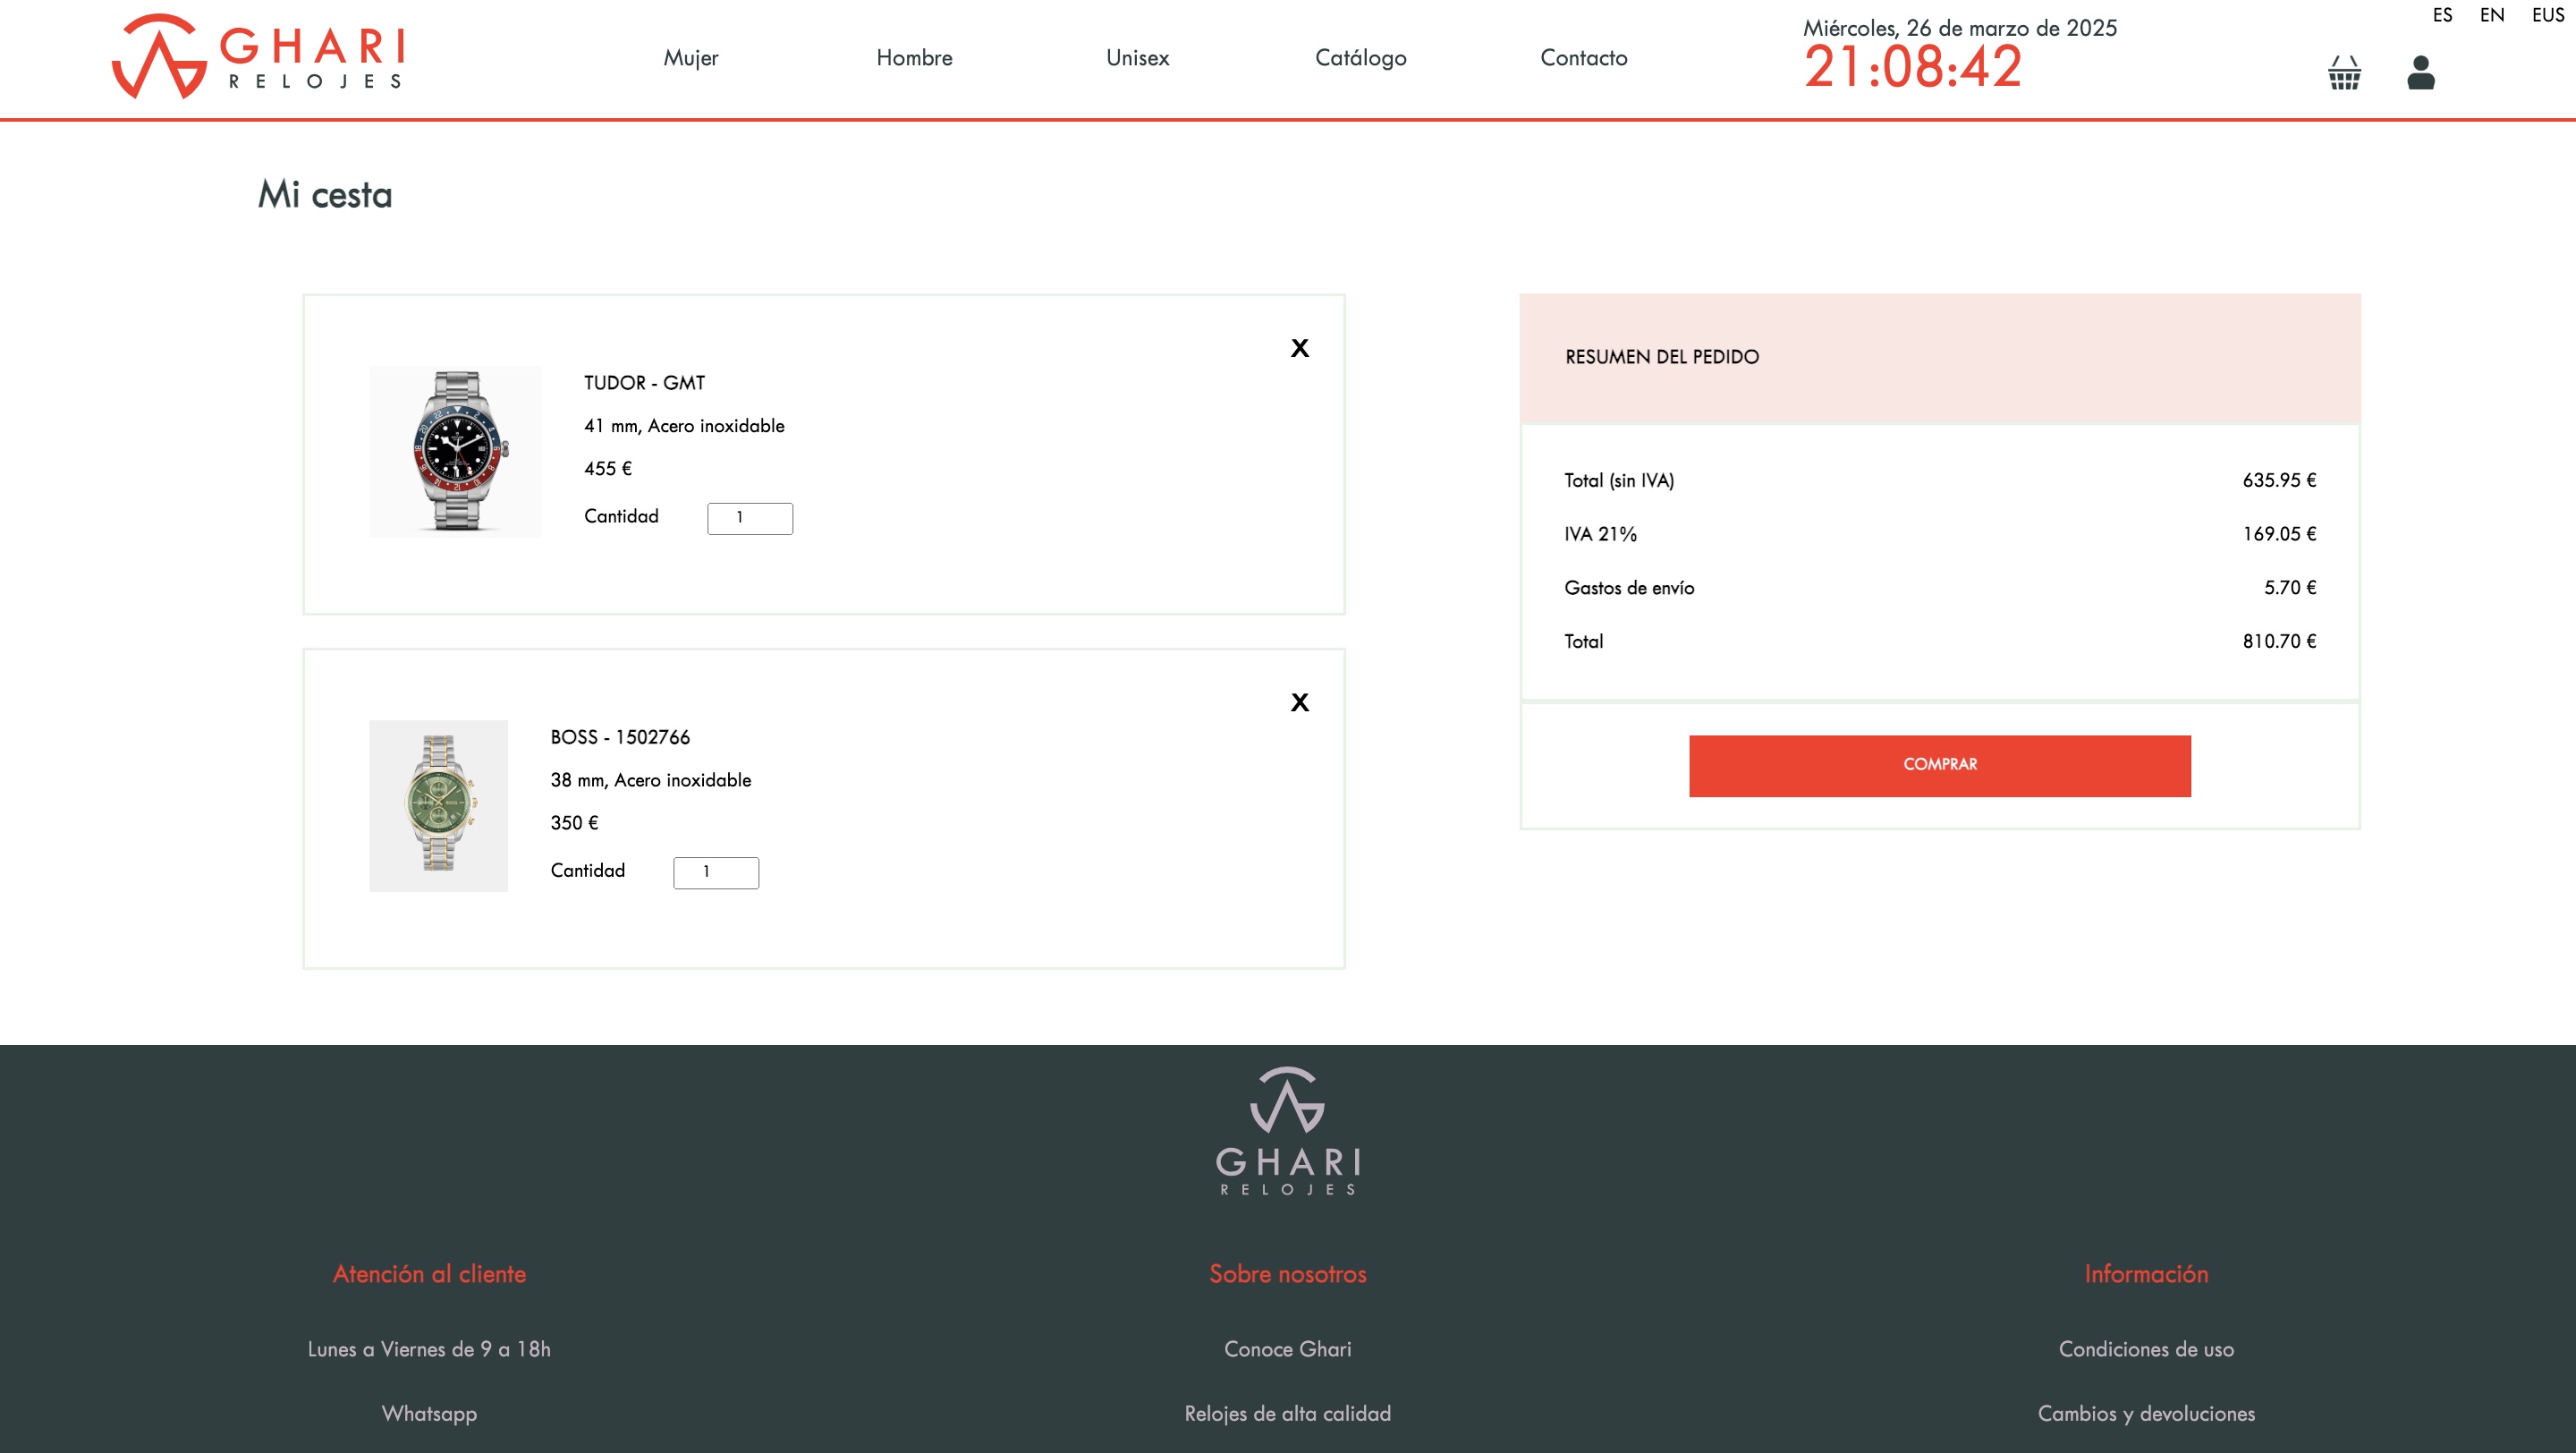 GHARI
RELOJES
Mujer
Hombre
Unisex
Catálogo
Contacto
Miércoles, 26 de marzo de 2025
21:08:42
ES EN EUS
Mi cesta
X
TUDOR - GMT
41 mm, Acero inoxidable
455 €
Cantidad 1
X
BOSS - 1502766
38 mm, Acero inoxidable
350 €
Cantidad 1
RESUMEN DEL PEDIDO
Total (sin IVA) 635.95 €
IVA 21% 169.05 €
Gastos de envío 5.70 €
Total 810.70 €
COMPRAR
GHARI
RELOJES
Atención al cliente
Lunes a Viernes de 9 a 18h
Whatsapp
Sobre nosotros
Conoce Ghari
Relojes de alta calidad
Información
Condiciones de uso
Cambios y devoluciones